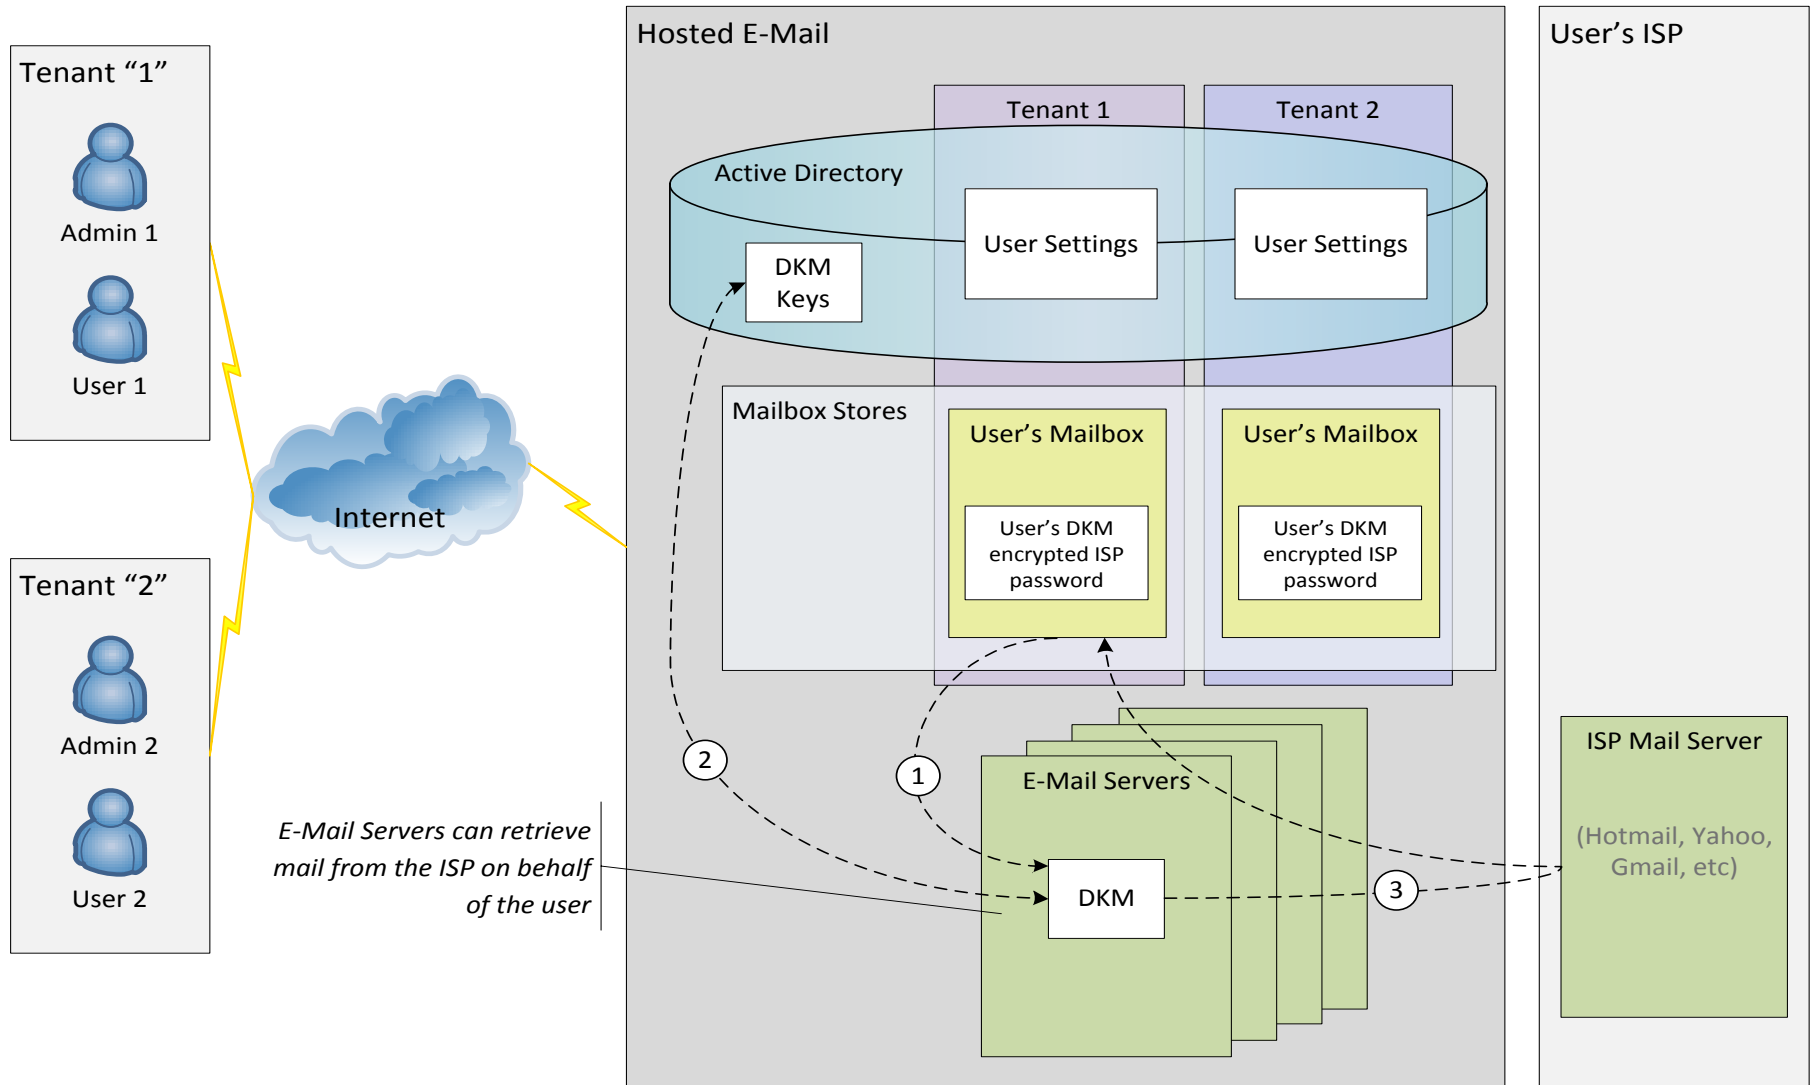 Tenant “1”
Admin 1
User 1
Tenant “2”
Admin 2
User 2
Internet
E-Mail Servers can retrieve
mail from the ISP on behalf
of the user
Hosted E-Mail
Tenant 1
Tenant 2
Active Directory
User Settings
User Settings
DKM
Keys
Mailbox Stores
User’s Mailbox
User’s DKM
encrypted ISP
password
User’s Mailbox
User’s DKM
encrypted ISP
password
2
1
E-Mail Servers
DKM
3
User’s ISP
ISP Mail Server
(Hotmail, Yahoo,
Gmail, etc)